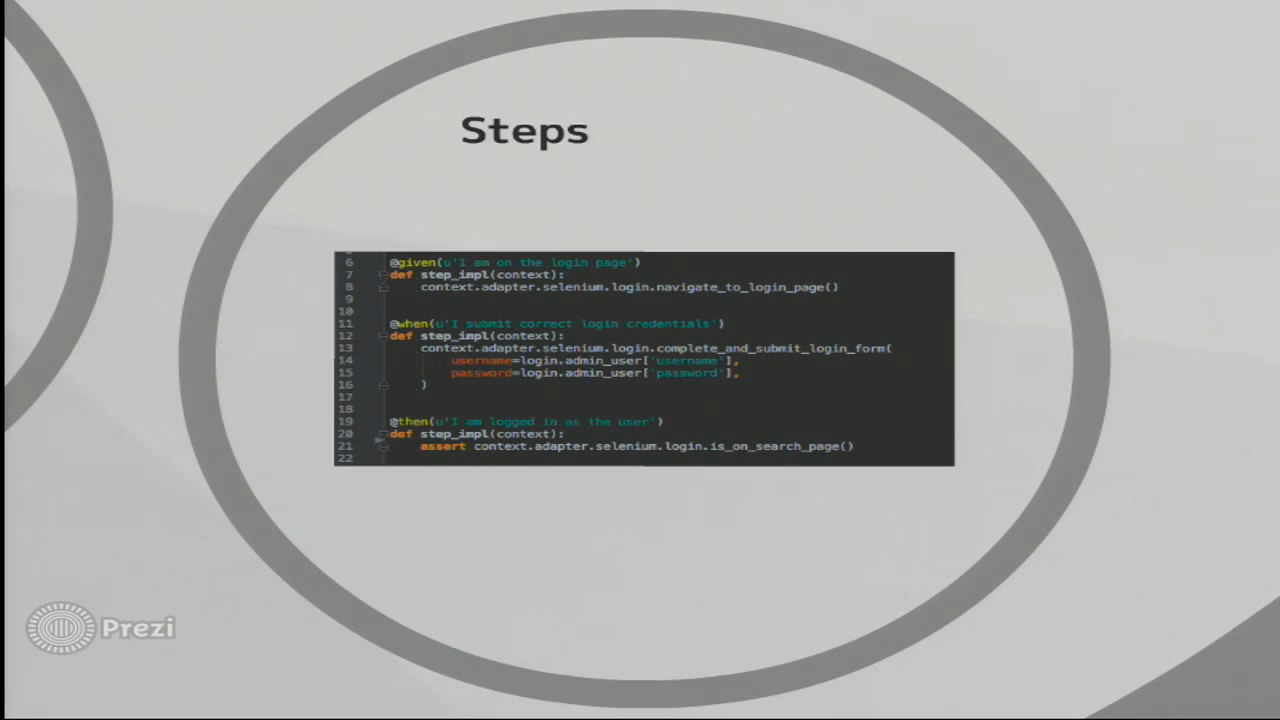 Steps
6 @given(u'I am on the login page')
7 def step_impl(context):
8 context.adapter.selenium.login.navigate_to_login_page()
9
10
11 @when(u'I submit correct login credentials')
12 def step_impl(context):
13 context.adapter.selenium.login.complete_and_submit_login_form(
14 username=login.admin_user['username'],
15 password=login.admin_user['password'],
16 )
17
18
19 @then(u'I am logged in as the user')
20 def step_impl(context):
21 assert context.adapter.selenium.login.is_on_search_page()
22
Prezi